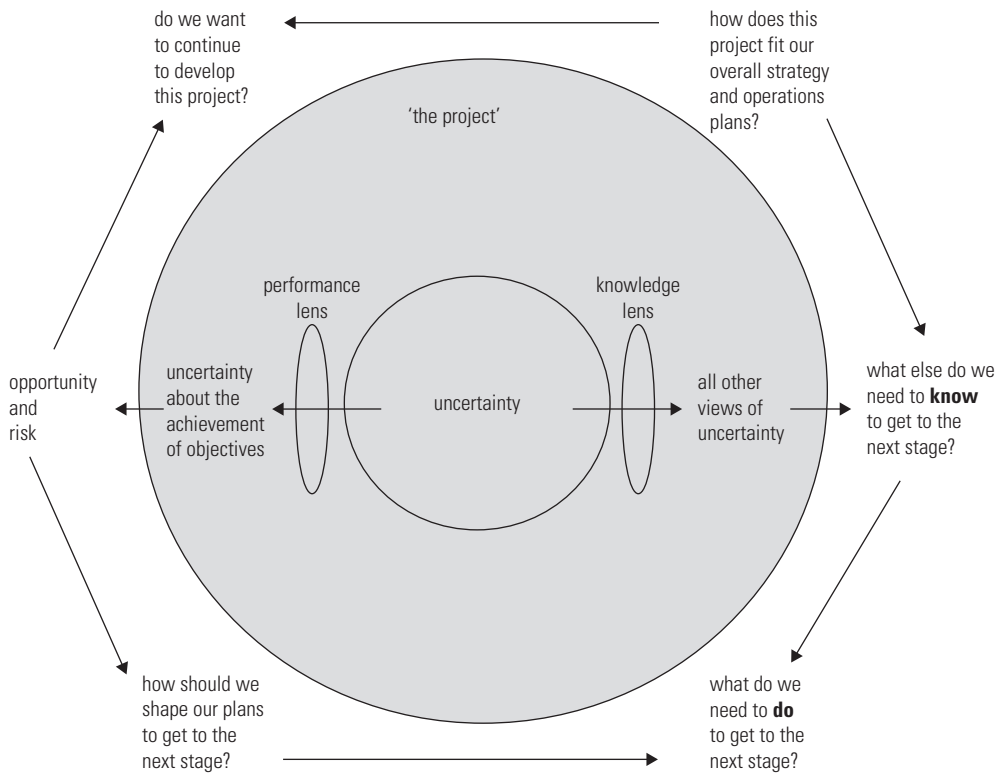 do we want
to continue
to develop
this project?
how does this
project fit our
overall strategy
and operations
plans?
'the project'
performance
lens
knowledge
lens
opportunity
and
risk
uncertainty
about the
achievement
of objectives
uncertainty
all other
views of
uncertainty
what else do we
need to know
to get to the
next stage?
how should we
shape our plans
to get to the
next stage?
what do we
need to do
to get to the
next stage?